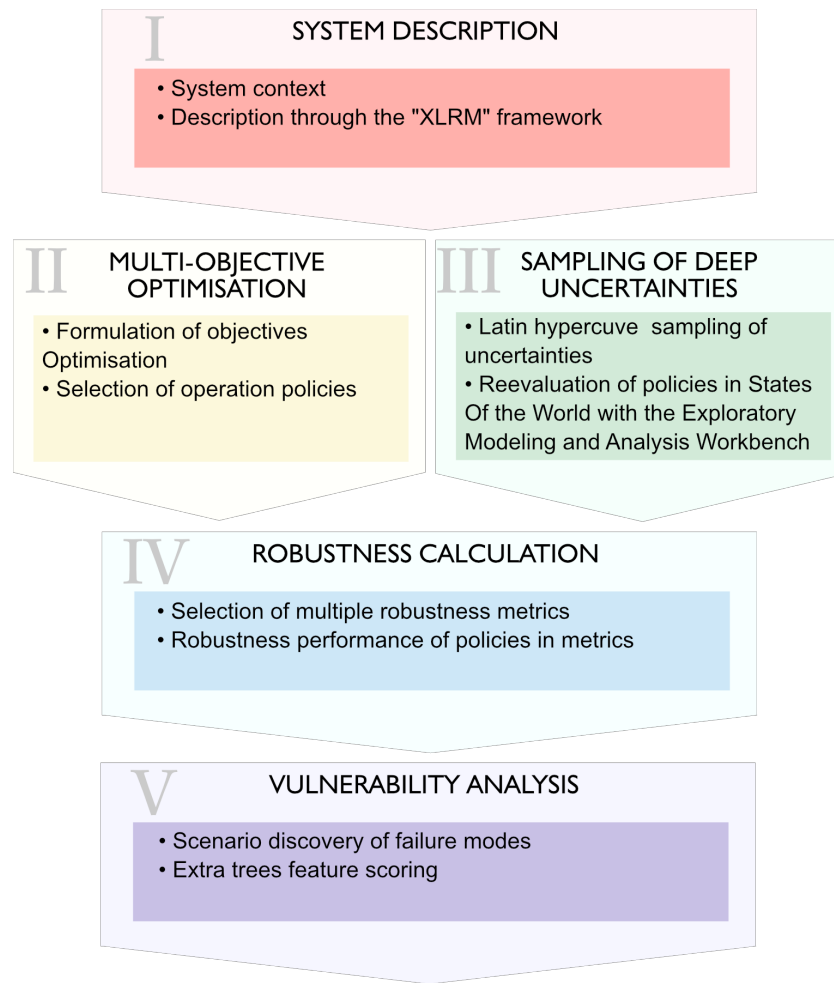 I
SYSTEM DESCRIPTION
• System context
• Description through the "XLRM" framework
II
MULTI-OBJECTIVE
OPTIMISATION
• Formulation of objectives
Optimisation
• Selection of operation policies
III
SAMPLING OF DEEP
UNCERTAINTIES
• Latin hypercuve  sampling of
uncertainties
• Reevaluation of policies in States
Of the World with the Exploratory
Modeling and Analysis Workbench
IV
ROBUSTNESS CALCULATION
• Selection of multiple robustness metrics
• Robustness performance of policies in metrics
V
VULNERABILITY ANALYSIS
• Scenario discovery of failure modes
• Extra trees feature scoring